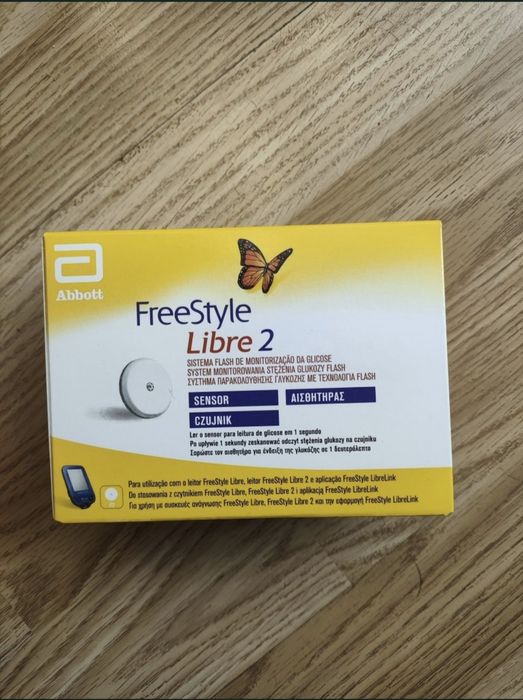 Abbott
FreeStyle
Libre 2
SISTEMA FLASH DE MONITORIZAÇÃO DA GLICOSE
SYSTEM MONITOROWANIA STĘŻENIA GLUKOZY FLASH
ΣΥΣΤΗΜΑ ΠΑΡΑΚΟΛΟΥΘΗΣΗΣ ΓΛΥΚΟΖΗΣ ΜΕ ΤΕΧΝΟΛΟΓΙΑ FLASH
SENSOR ΑΙΣΘΗΤΗΡΑΣ
CZUJNIK
Ler o sensor para leitura de glicose em 1 segundo
Po upływie 1 sekundy zeskanować odczyt stężenia glukozy na czujniku
Σαρώστε τον αισθητήρα για ένδειξη της γλυκόζης σε 1 δευτερόλεπτο
Para utilização com o leitor FreeStyle Libre, leitor FreeStyle Libre 2 e aplicação FreeStyle LibreLink
Do stosowania z czytnikiem FreeStyle Libre, FreeStyle Libre 2 i aplikacją FreeStyle LibreLink
Για χρήση με συσκευές ανάγνωσης FreeStyle Libre, FreeStyle Libre 2 και την εφαρμογή FreeStyle LibreLink